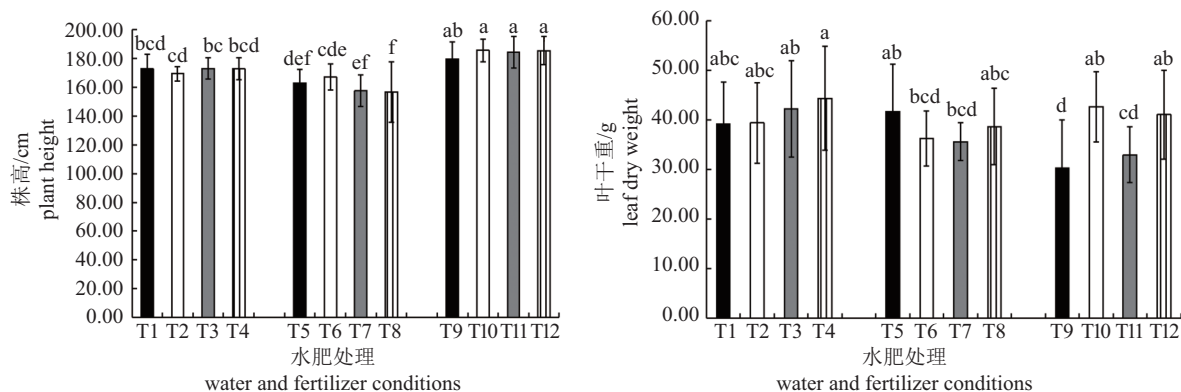 200.00
180.00
160.00
140.00
120.00
100.00
80.00
60.00
40.00
20.00
0.00
株高/cm
plant height
bcd cd bc bcd def cde ef f ab a a a
T1 T2 T3 T4 T5 T6 T7 T8 T9 T10 T11 T12
水肥处理
water and fertilizer conditions
60.00
50.00
40.00
30.00
20.00
10.00
0.00
叶干重/g
leaf dry weight
abc abc ab a ab bcd bcd abc d ab cd ab
T1 T2 T3 T4 T5 T6 T7 T8 T9 T10 T11 T12
水肥处理
water and fertilizer conditions